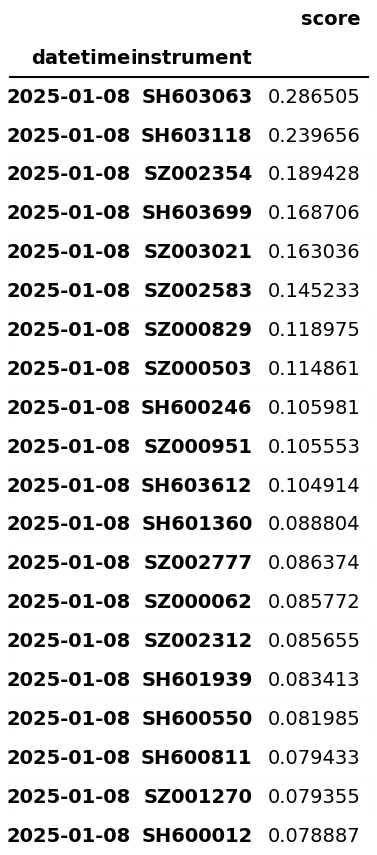 score
datetime instrument
2025-01-08 SH603063 0.286505
2025-01-08 SH603118 0.239656
2025-01-08 SZ002354 0.189428
2025-01-08 SH603699 0.168706
2025-01-08 SZ003021 0.163036
2025-01-08 SZ002583 0.145233
2025-01-08 SZ000829 0.118975
2025-01-08 SZ000503 0.114861
2025-01-08 SH600246 0.105981
2025-01-08 SZ000951 0.105553
2025-01-08 SH603612 0.104914
2025-01-08 SH601360 0.088804
2025-01-08 SZ002777 0.086374
2025-01-08 SZ000062 0.085772
2025-01-08 SZ002312 0.085655
2025-01-08 SH601939 0.083413
2025-01-08 SH600550 0.081985
2025-01-08 SH600811 0.079433
2025-01-08 SZ001270 0.079355
2025-01-08 SH600012 0.078887